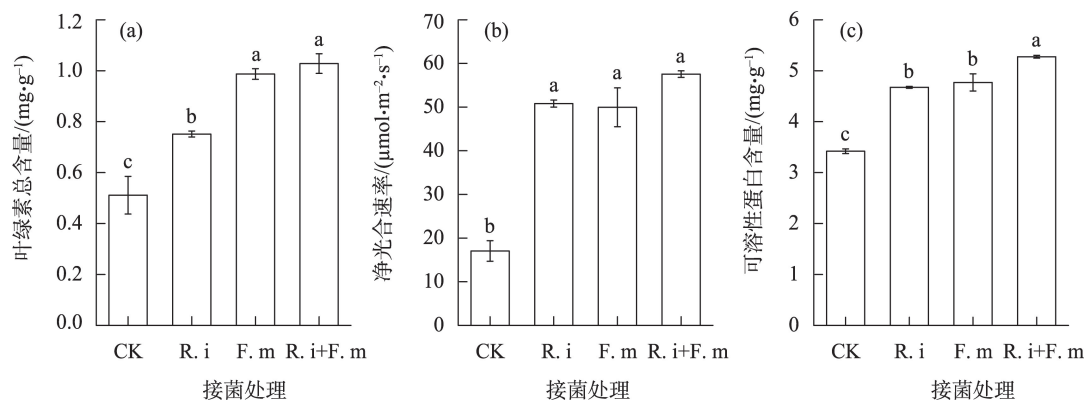 叶绿素总含量/(mg•g⁻¹)
1.2
1.0
0.8
0.6
0.4
0.2
0.0
(a)
c
b
a
a
CK
R. i
F. m
R. i+F. m
接菌处理
净光合速率/(μmol•m⁻²•s⁻¹)
70
60
50
40
30
20
10
0
(b)
b
a
a
a
CK
R. i
F. m
R. i+F. m
接菌处理
可溶性蛋白含量/(mg•g⁻¹)
6
5
4
3
2
1
0
(c)
c
b
b
a
CK
R. i
F. m
R. i+F. m
接菌处理